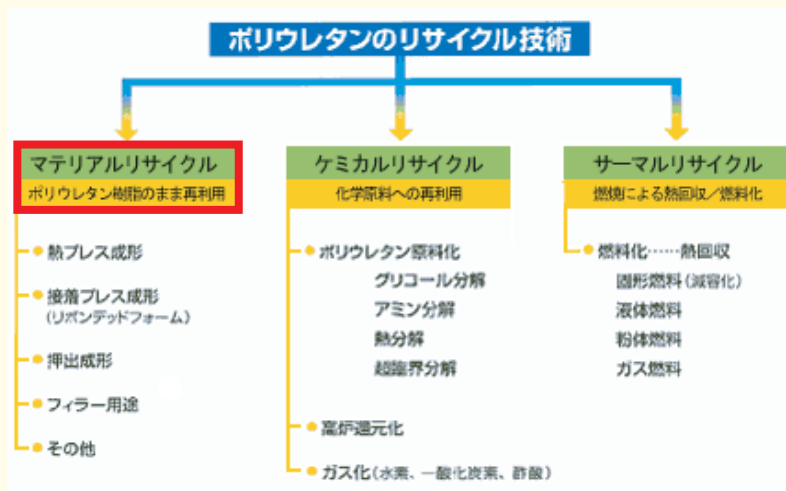 ポリウレタンのリサイクル技術
マテリアルリサイクル
ポリウレタン樹脂のまま再利用
熱プレス成形
接着プレス成形
(リボンデッドフォーム)
押出成形
フィラー用途
その他
ケミカルリサイクル
化学原料への再利用
ポリウレタン原料化
グリコール分解
アミン分解
熱分解
超臨界分解
高炉還元化
ガス化(水素、一酸化炭素、酢酸)
サーマルリサイクル
燃焼による熱回収/燃料化
燃料化……熱回収
固形燃料(減容化)
液体燃料
粉体燃料
ガス燃料